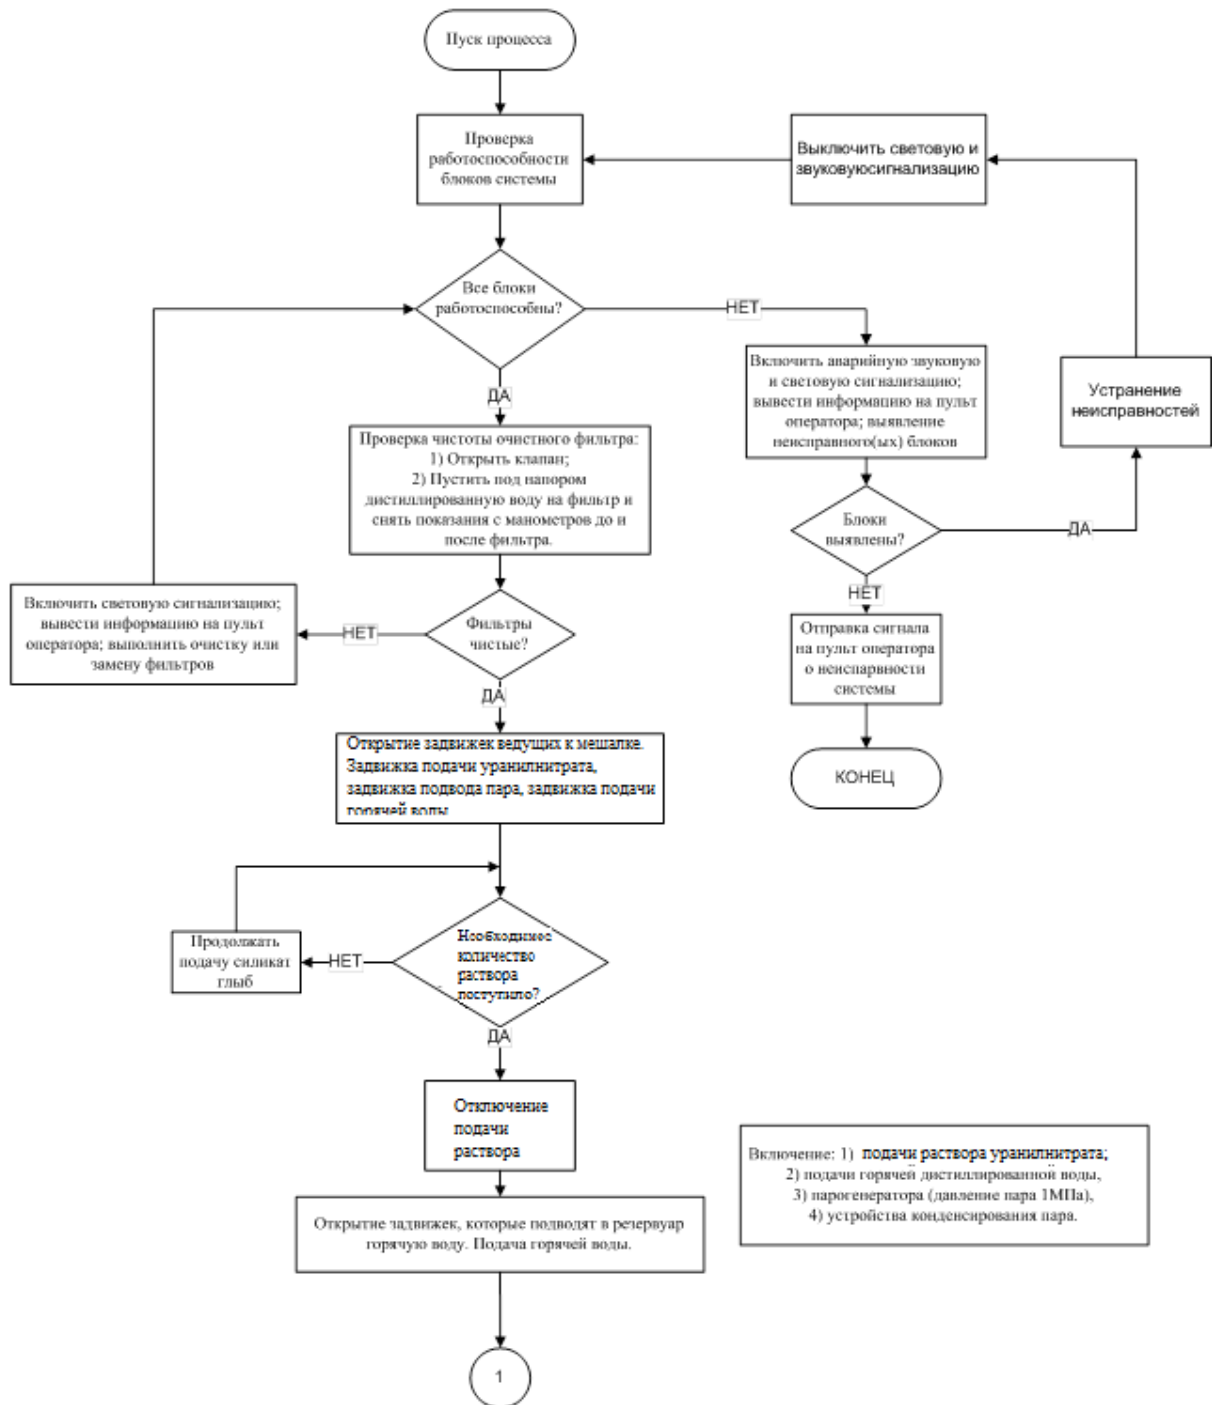 Пуск процесса
Проверка
работоспособности
блоков системы
Выключить световую и
звуковуюсигнализацию
Все блоки
работоспособны?
НЕТ
ДА
Включить аварийную звуковую
и световую сигнализацию;
вывести информацию на пульт
оператора; выявление
неисправного(ых) блоков
Устранение
неисправностей
Проверка чистоты очистного фильтра:
1) Открыть клапан;
2) Пустить под напором
дистиллированную воду на фильтр и
снять показания с манометров до и
после фильтра.
Блоки
выявлены?
ДА
НЕТ
Включить световую сигнализацию;
вывести информацию на пульт
оператора; выполнить очистку или
замену фильтров
НЕТ
Фильтры
чистые?
ДА
Отправка сигнала
на пульт оператора
о неиспарвности
системы
КОНЕЦ
Открытие задвижек ведущих к мешалке.
Задвижка подачи уранилнитрата,
задвижка подвода пара, задвижка подачи
горячей воды
Продолжать
подачу силикат
глыб
НЕТ
Необходимое
количество
раствора
поступило?
ДА
Отключение
подачи
раствора
Включение: 1) подачи раствора уранилнитрата;
2) подачи горячей дистиллированной воды,
3) парогенератора (давление пара 1МПа),
4) устройства конденсирования пара.
Открытие задвижек, которые подводят в резервуар
горячую воду. Подача горячей воды.
1